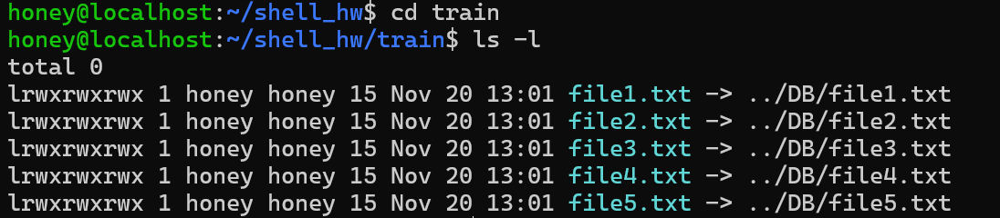 honey@localhost:~/shell_hw$ cd train
honey@localhost:~/shell_hw/train$ ls -l
total 0
lrwxrwxrwx 1 honey honey 15 Nov 20 13:01 file1.txt -> ../DB/file1.txt
lrwxrwxrwx 1 honey honey 15 Nov 20 13:01 file2.txt -> ../DB/file2.txt
lrwxrwxrwx 1 honey honey 15 Nov 20 13:01 file3.txt -> ../DB/file3.txt
lrwxrwxrwx 1 honey honey 15 Nov 20 13:01 file4.txt -> ../DB/file4.txt
lrwxrwxrwx 1 honey honey 15 Nov 20 13:01 file5.txt -> ../DB/file5.txt